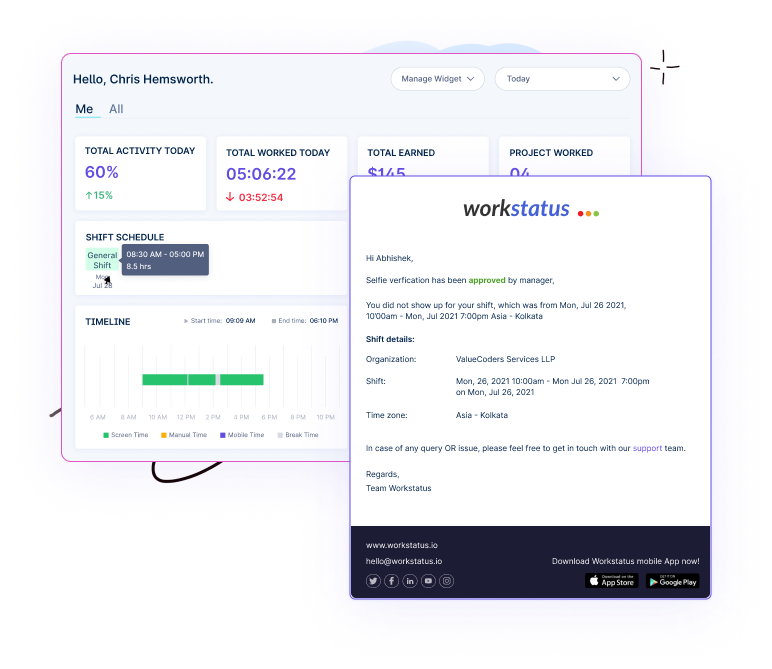 Hello, Chris Hemsworth.
Manage Widget
Today
Me
All
TOTAL ACTIVITY TODAY
60%
↑15%
TOTAL WORKED TODAY
05:06:22
↓ 03:52:54
TOTAL EARNED
$145
PROJECT WORKED
04
SHIFT SCHEDULE
General
Shift
08:30 AM - 05:00 PM
8.5 hrs
Mon
Jul 26
TIMELINE
Start time: 09:09 AM
End time: 06:10 PM
6 AM 8 AM 10 AM 12 PM 2 PM 4 PM 6 PM 8 PM 10 PM
Screen Time Manual Time Mobile Time Break Time
workstatus
Hi Abhishek,
Selfie verfication has been approved by manager,
You did not show up for your shift, which was from Mon, Jul 26 2021,
10'00am - Mon, Jul 2021 7:00pm Asia - Kolkata
Shift details:
Organization: ValueCoders Services LLP
Shift: Mon, 26, 2021 10:00am - Mon Jul 26, 2021 7:00pm
on Mon, Jul 26, 2021
Time zone: Asia - Kolkata
In case of any query OR issue, please feel free to get in touch with our support team.
Regards,
Team Workstatus
www.workstatus.io
hello@workstatus.io
Download Workstatus mobile App now!
Download on the
App Store
GET IT ON
Google Play